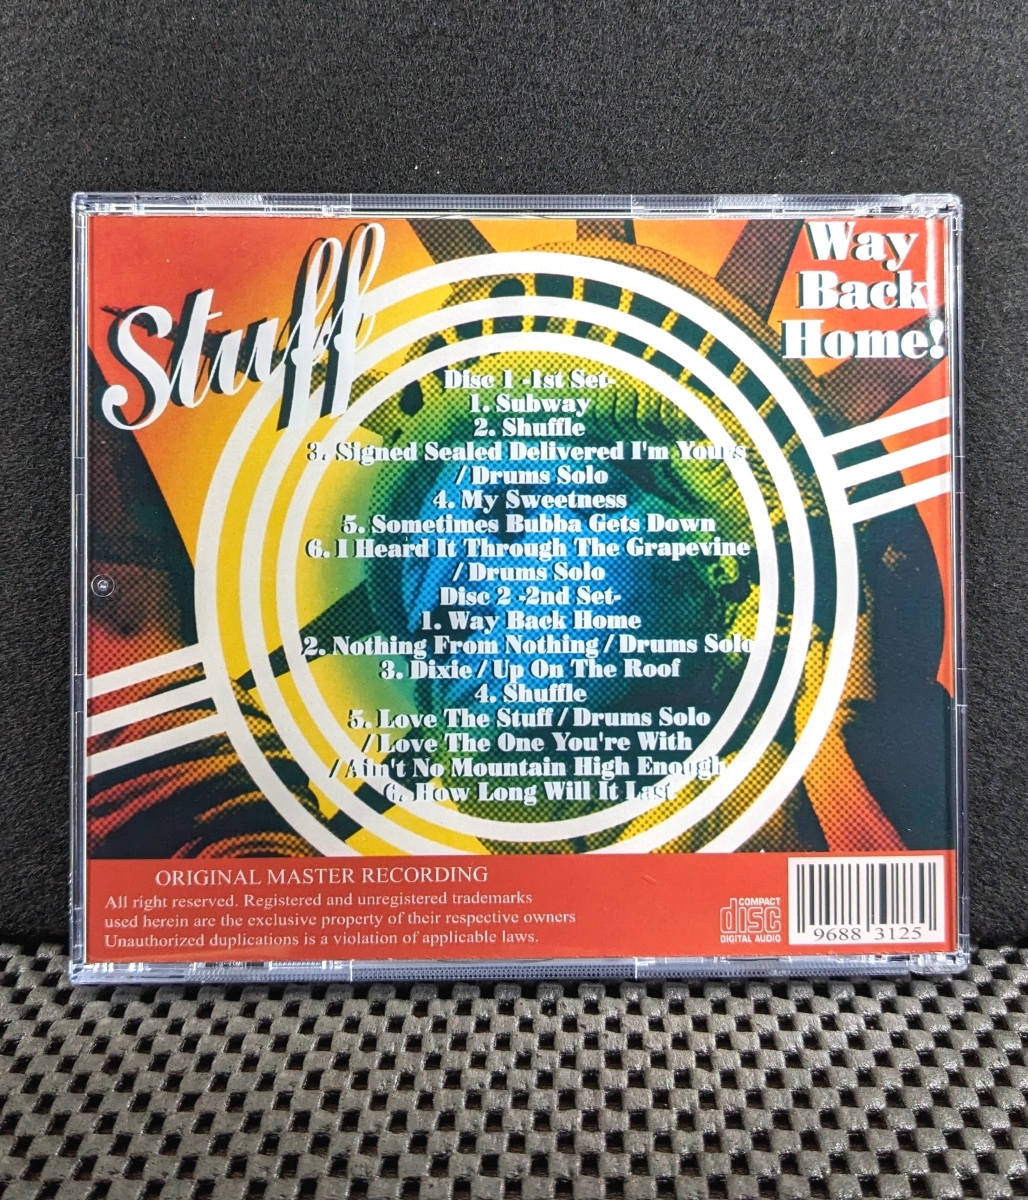 Stuff
Way
Back
Home!
Disc 1 -1st Set-
1. Subway
2. Shuffle
3. Signed Sealed Delivered I'm Yours
/Drums Solo
4. My Sweetness
5. Sometimes Bubba Gets Down
6. I Heard It Through The Grapevine
/Drums Solo
Disc 2 -2nd Set-
1. Way Back Home
2. Nothing From Nothing/Drums Solo
3. Dixie/Up On The Roof
4. Shuffle
5. Love The Stuff/Drums Solo
/Love The One You're With
/Ain't No Mountain High Enough
6. How Long Will It Last
ORIGINAL MASTER RECORDING
All right reserved. Registered and unregistered trademarks
used herein are the exclusive property of their respective owners
Unauthorized duplications is a violation of applicable laws.
COMPACT
disc
DIGITAL AUDIO
9688 3125